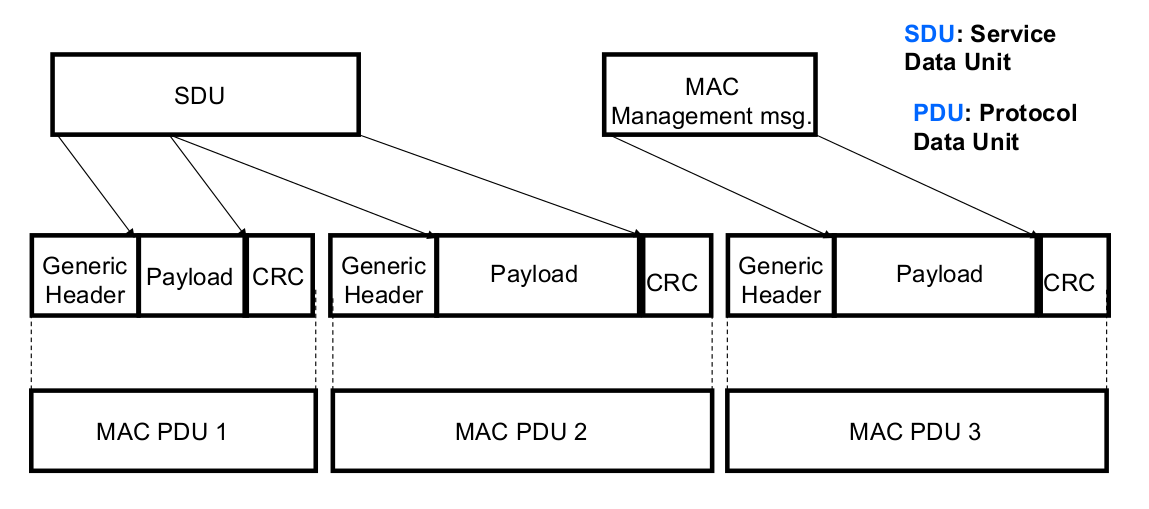 SDU
MAC
Management msg.
SDU: Service
Data Unit
PDU: Protocol
Data Unit
Generic
Header
Payload
CRC
Generic
Header
Payload
CRC
Generic
Header
Payload
CRC
MAC PDU 1
MAC PDU 2
MAC PDU 3